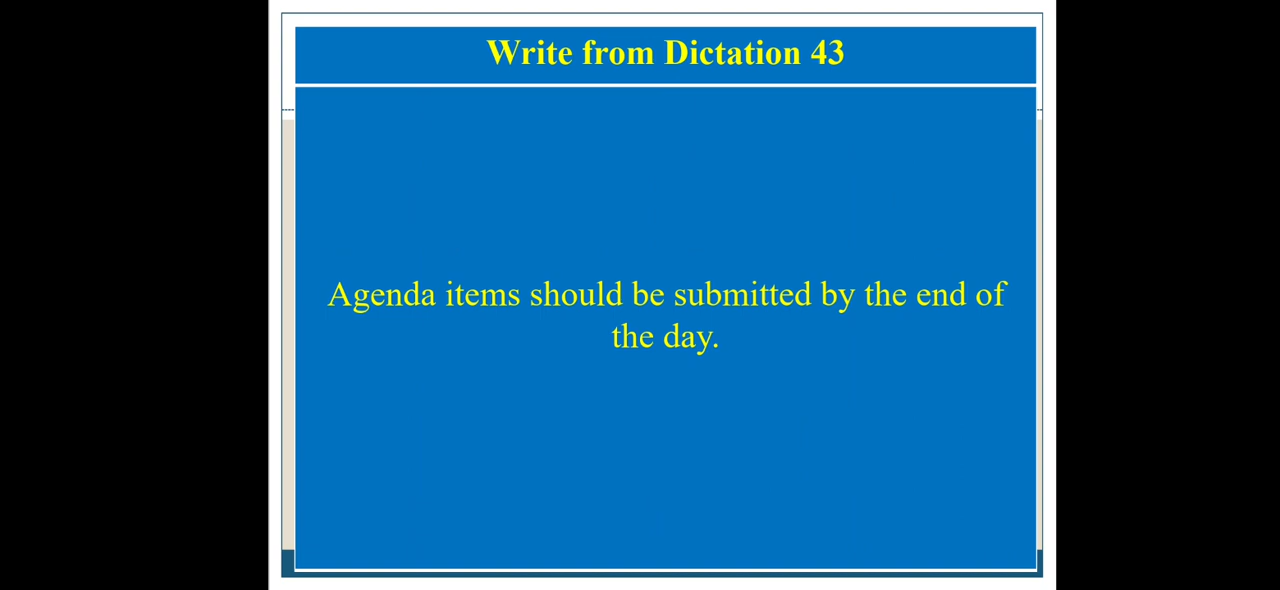 Write from Dictation 43
Agenda items should be submitted by the end of
the day.